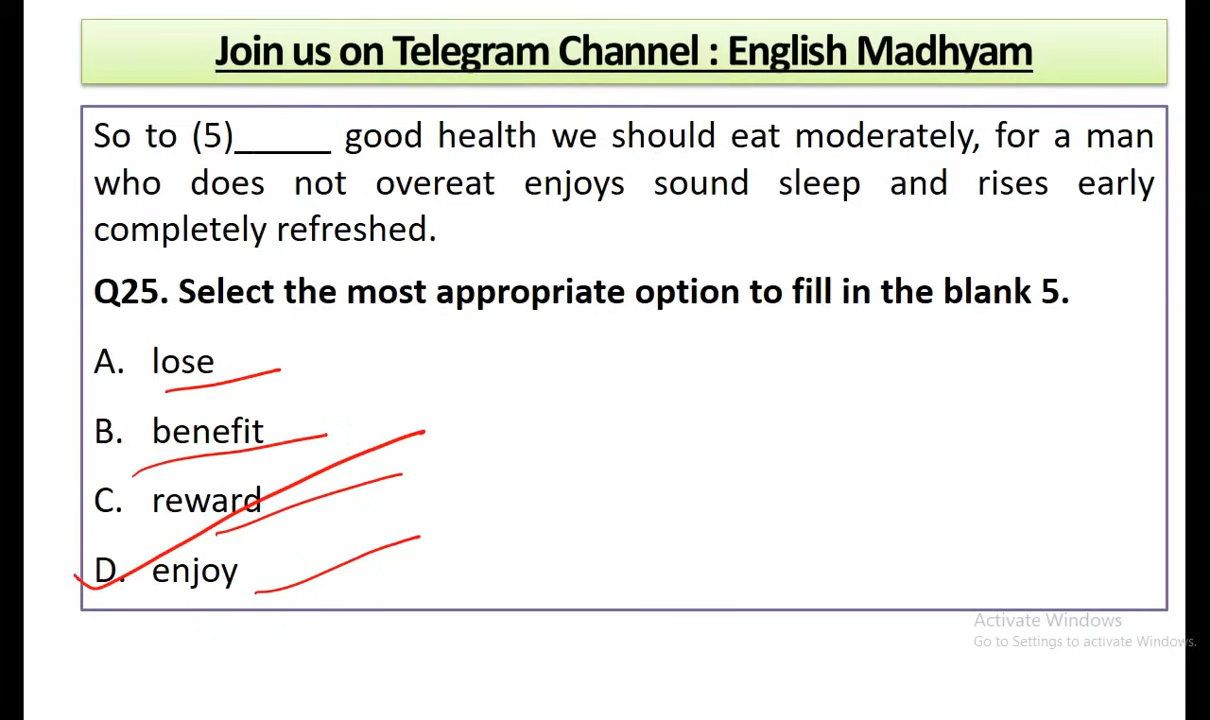 Join us on Telegram Channel : English Madhyam
So to (5)_____ good health we should eat moderately, for a man
who does not overeat enjoys sound sleep and rises early
completely refreshed.
Q25. Select the most appropriate option to fill in the blank 5.
A. lose
B. benefit
C. reward
D. enjoy
Activate Windows
Go to Settings to activate Windows.